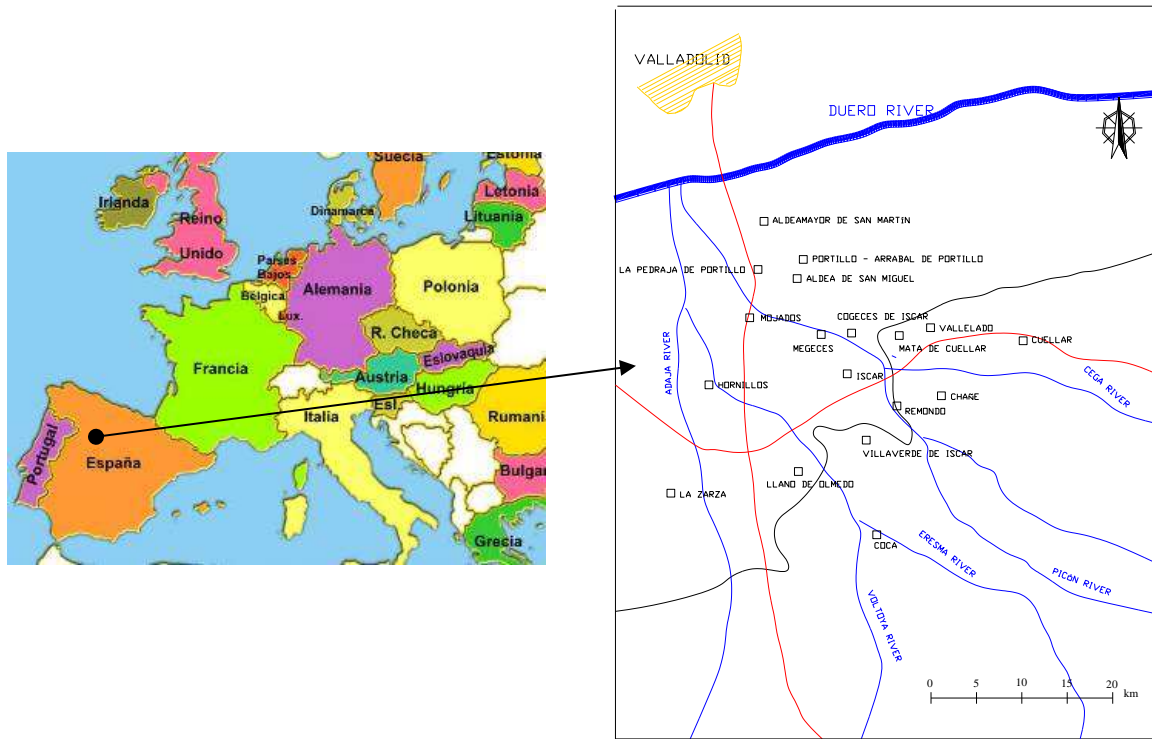 Suecia
Estonia
Letonia
Irlanda
Reino
Unido
Dinamarca
Lituania
Países
Bajos
Bélgica
Lux.
Alemania
Polonia
R. Checa
Eslovaquia
Francia
Austria
Hungría
Esl.
Italia
Rumanía
Portugal
España
Bulgar
Grecia
VALLADOLID
DUERO RIVER
ALDEAMAYOR DE SAN MARTIN
PORTILLO - ARRABAL DE PORTILLO
LA PEDRAJA DE PORTILLO
ALDEA DE SAN MIGUEL
MOJADOS
COGECES DE ISCAR
VALLELADO
MEGECES
MATA DE CUELLAR
CUELLAR
ADAJA RIVER
ISCAR
CEGA RIVER
HORNILLOS
CHAÑE
REMONDO
VILLAVERDE DE ISCAR
LLANO DE OLMEDO
LA ZARZA
COCA
ERESMA RIVER
PICÓN RIVER
VOLTOYA RIVER
0 5 10 15 20
km